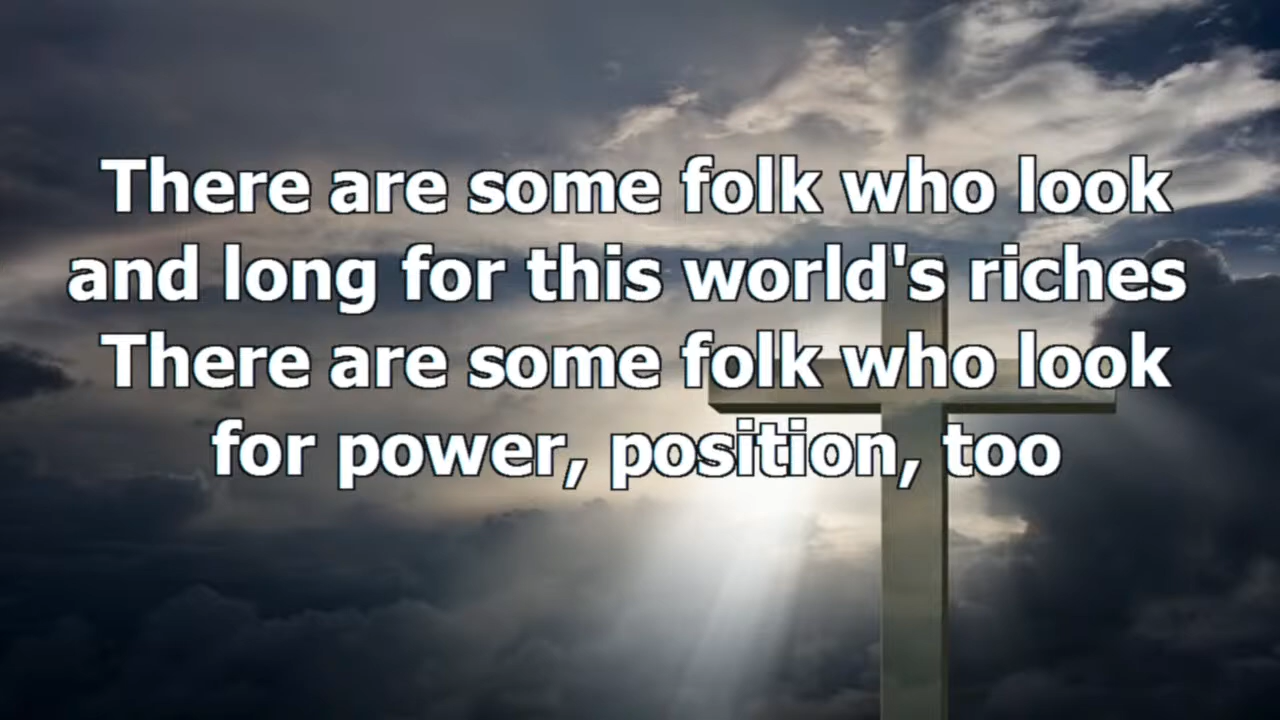 There are some folk who look
and long for this world's riches
There are some folk who look
for power, position, too